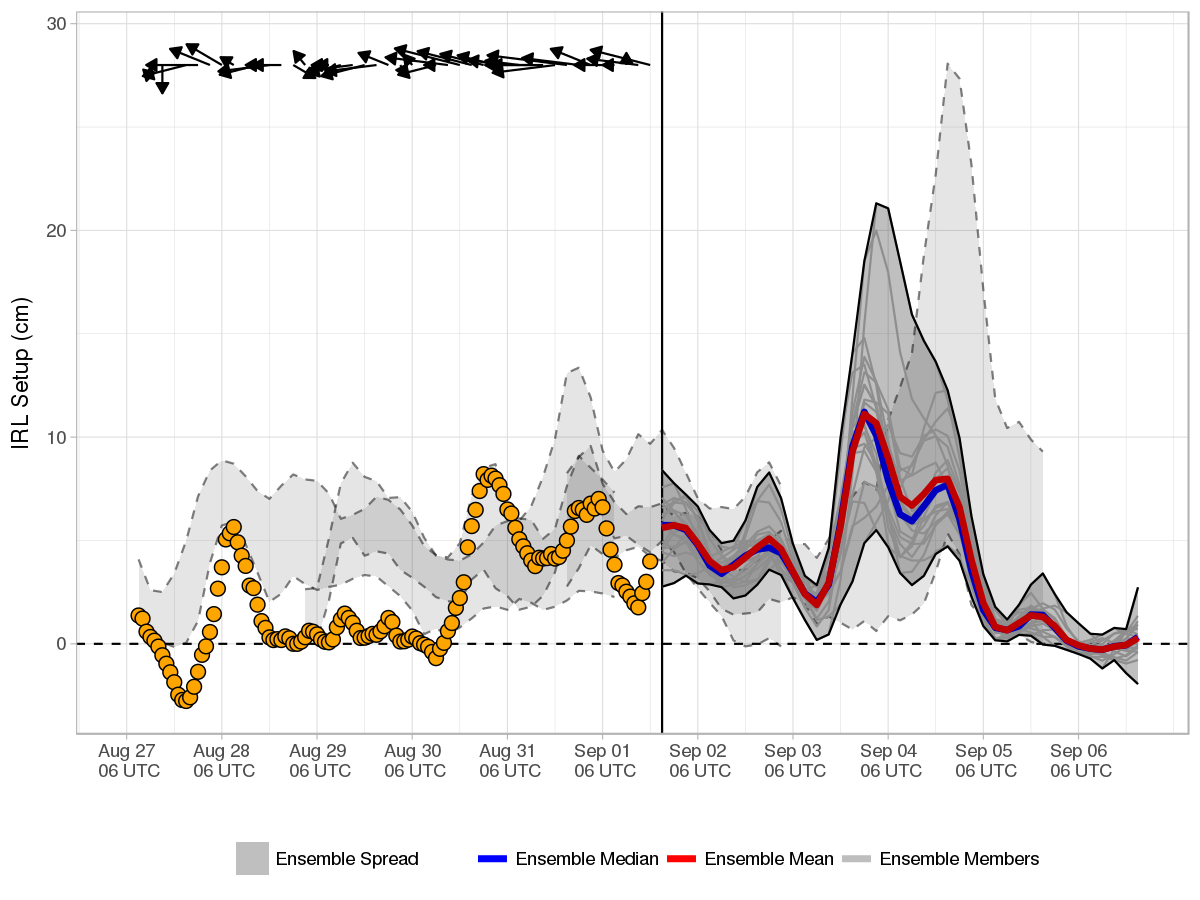 30
20
10
0
IRL Setup (cm)
Aug 27 Aug 28 Aug 29 Aug 30 Aug 31 Sep 01 Sep 02 Sep 03 Sep 04 Sep 05 Sep 06
06 UTC 06 UTC 06 UTC 06 UTC 06 UTC 06 UTC 06 UTC 06 UTC 06 UTC 06 UTC 06 UTC
Ensemble Spread Ensemble Median Ensemble Mean Ensemble Members